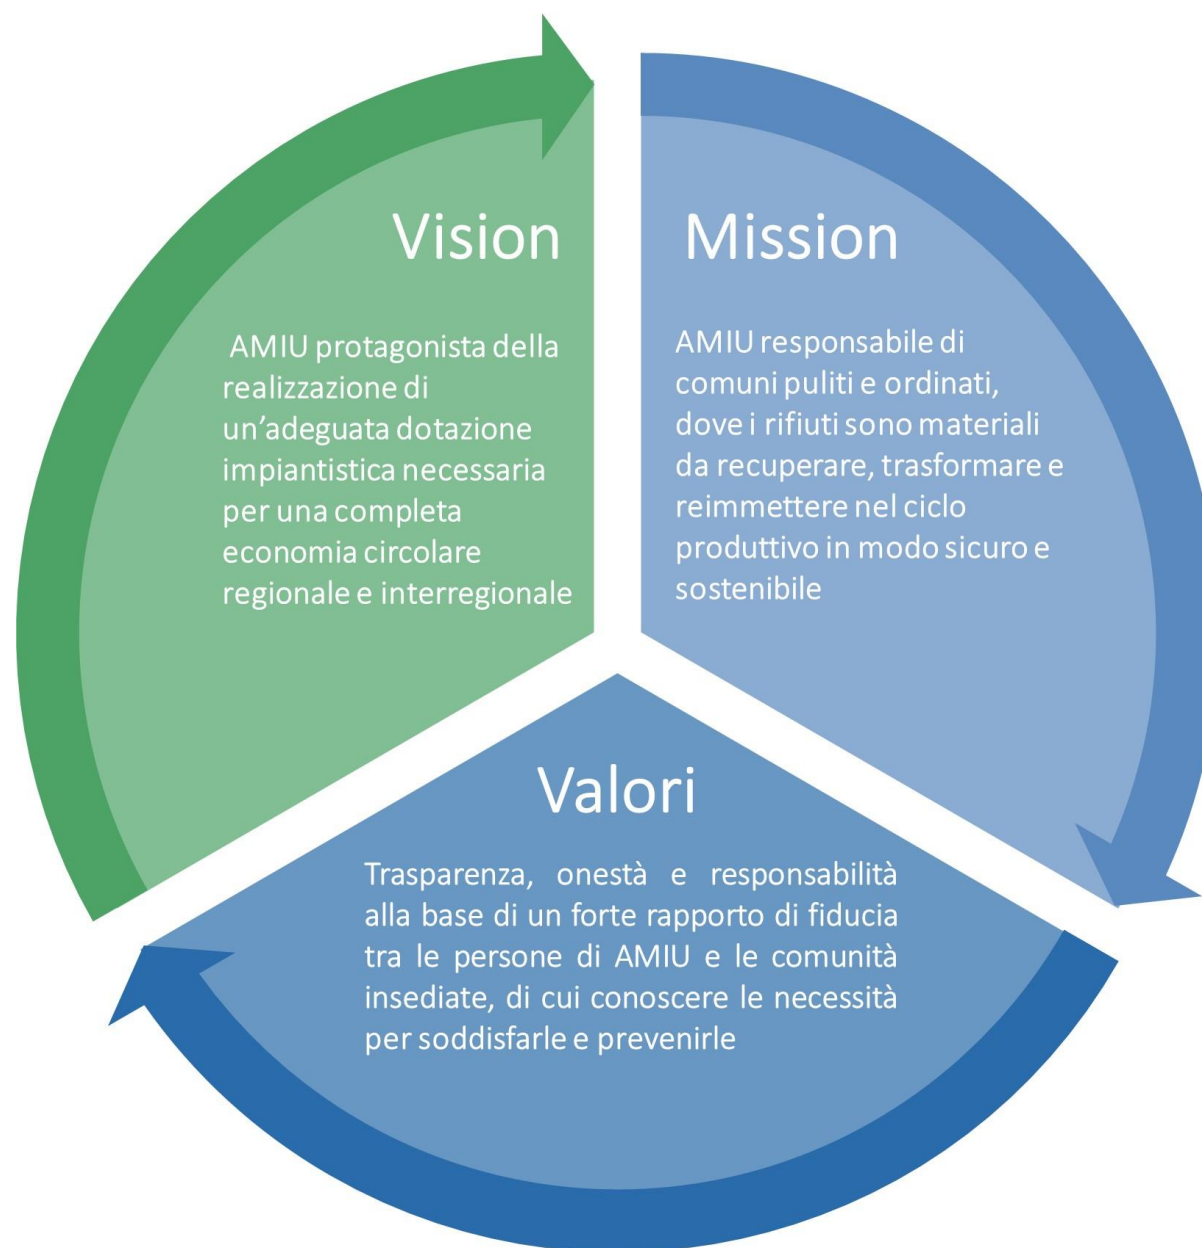 Vision
AMIU protagonista della
realizzazione di
un’adeguata dotazione
impiantistica necessaria
per una completa
economia circolare
regionale e interregionale
Mission
AMIU responsabile di
comuni puliti e ordinati,
dove i rifiuti sono materiali
da recuperare, trasformare e
reimmettere nel ciclo
produttivo in modo sicuro e
sostenibile
Valori
Trasparenza, onestà e responsabilità
alla base di un forte rapporto di fiducia
tra le persone di AMIU e le comunità
insediate, di cui conoscere le necessità
per soddisfarle e prevenirle